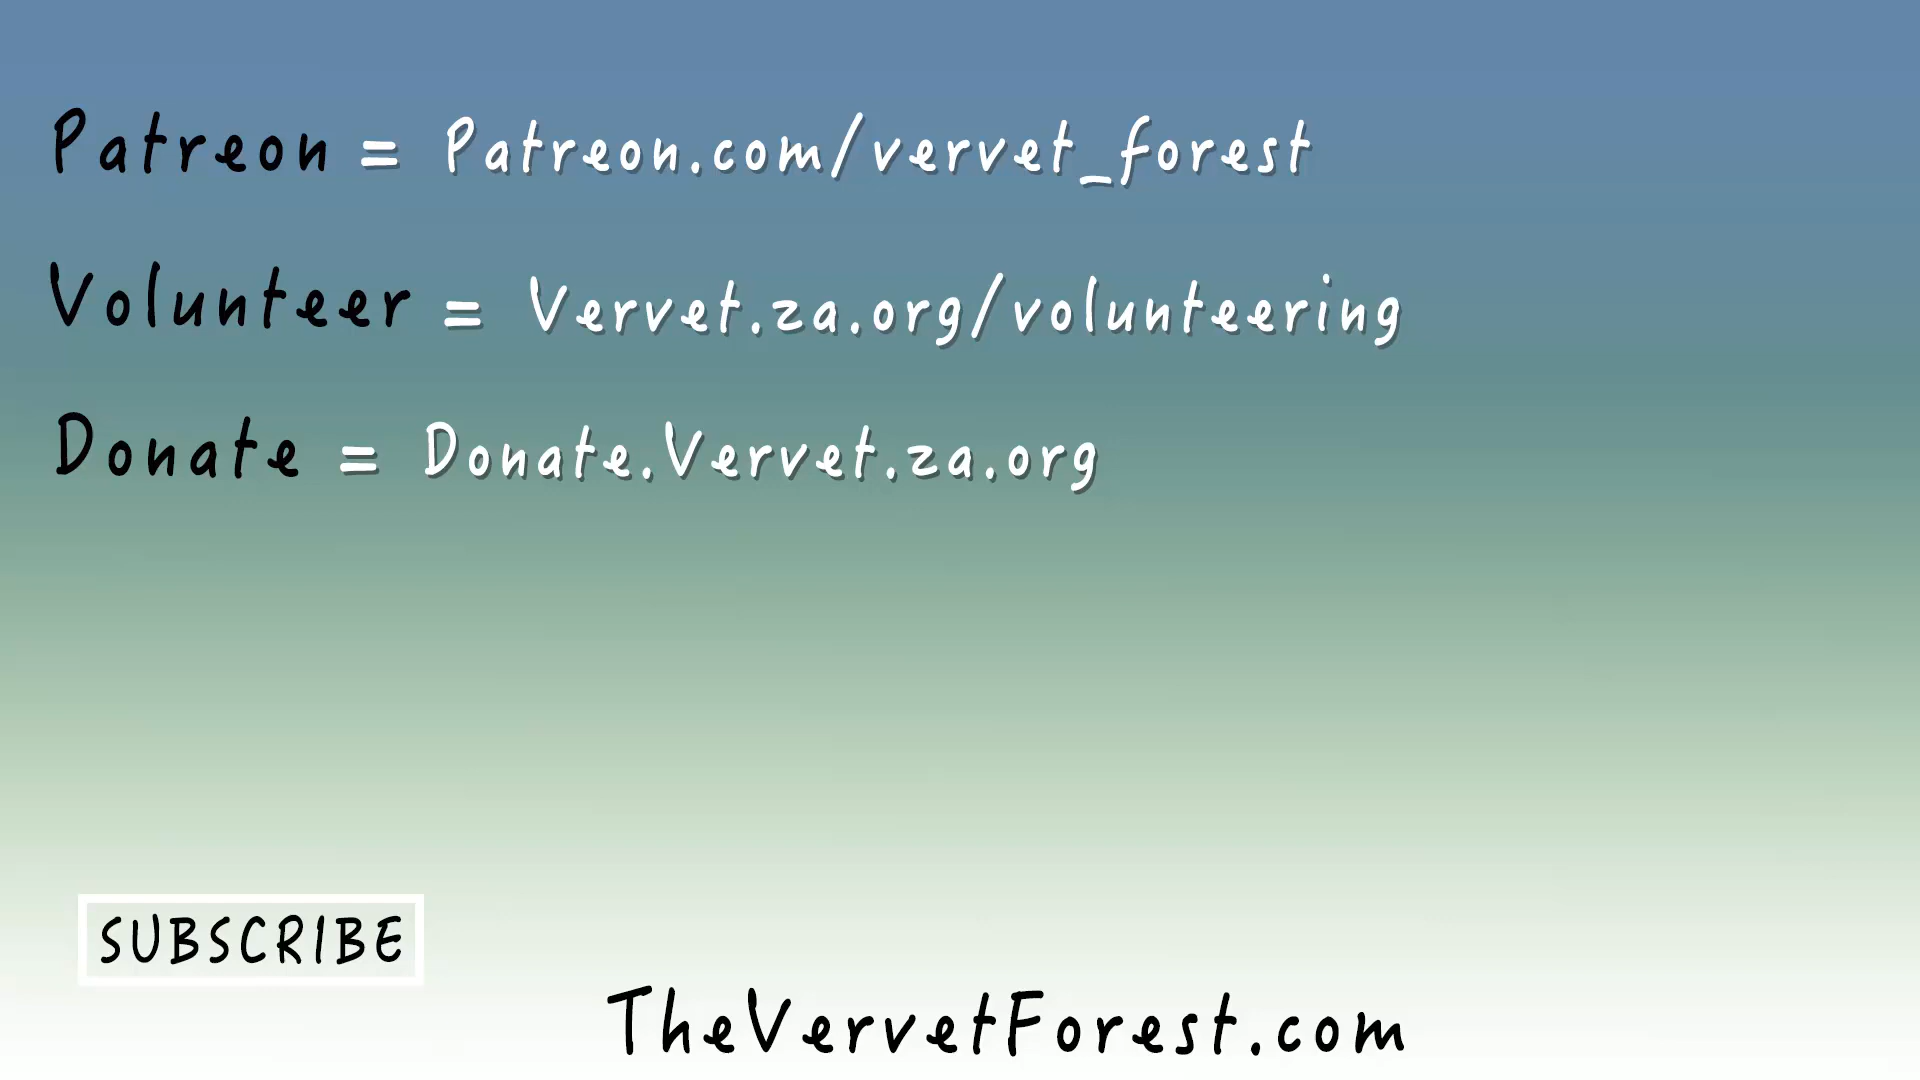 Patreon = Patreon.com/vervet_forest
Volunteer = Vervet.za.org/volunteering
Donate = Donate.Vervet.za.org
SUBSCRIBE
TheVervetForest.com